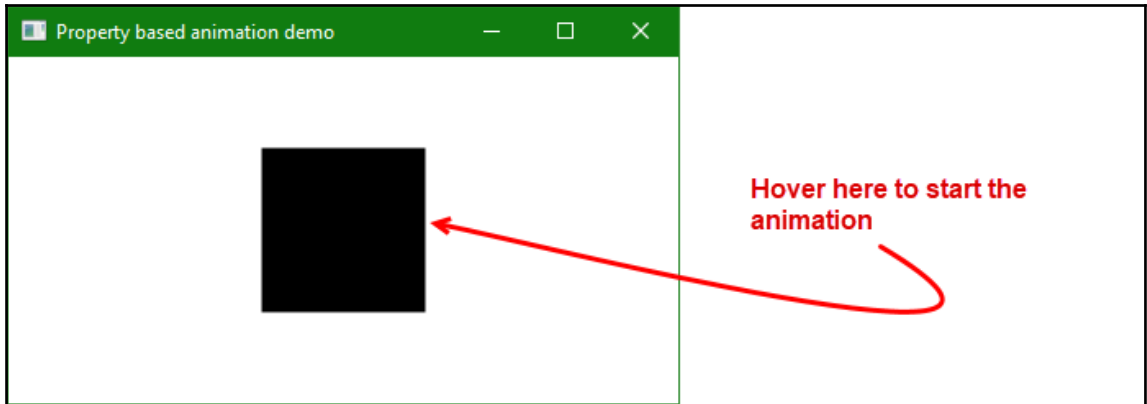 Property based animation demo
Hover here to start the
animation